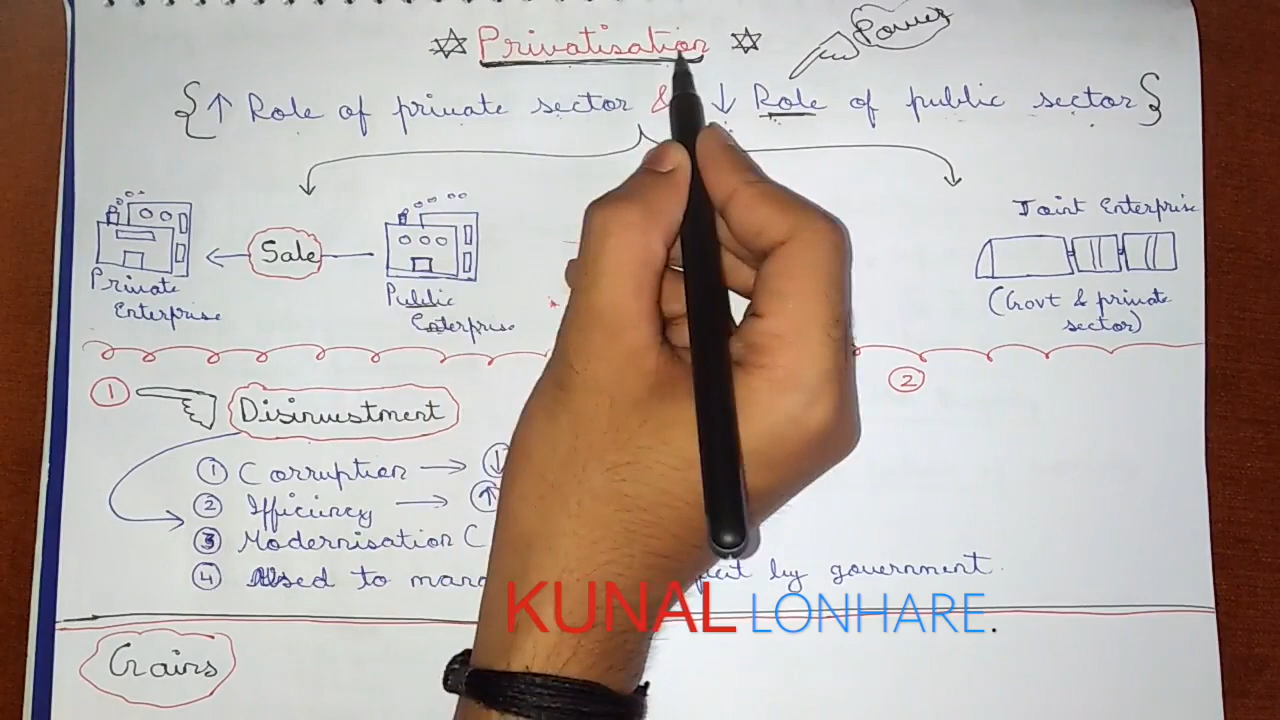 Privatisation
Power
{↑ Role of private sector & ↓ Role of public sector}
Joint Enterprise
Sale
Private
Enterprise
Public
Enterprise
(Govt & private
sector)
① ②
Disinvestment
① Corruption → ↓
② Efficiency → ↑
③ Modernisation C
④ Used to by government.
KUNAL LONHARE.
Gains